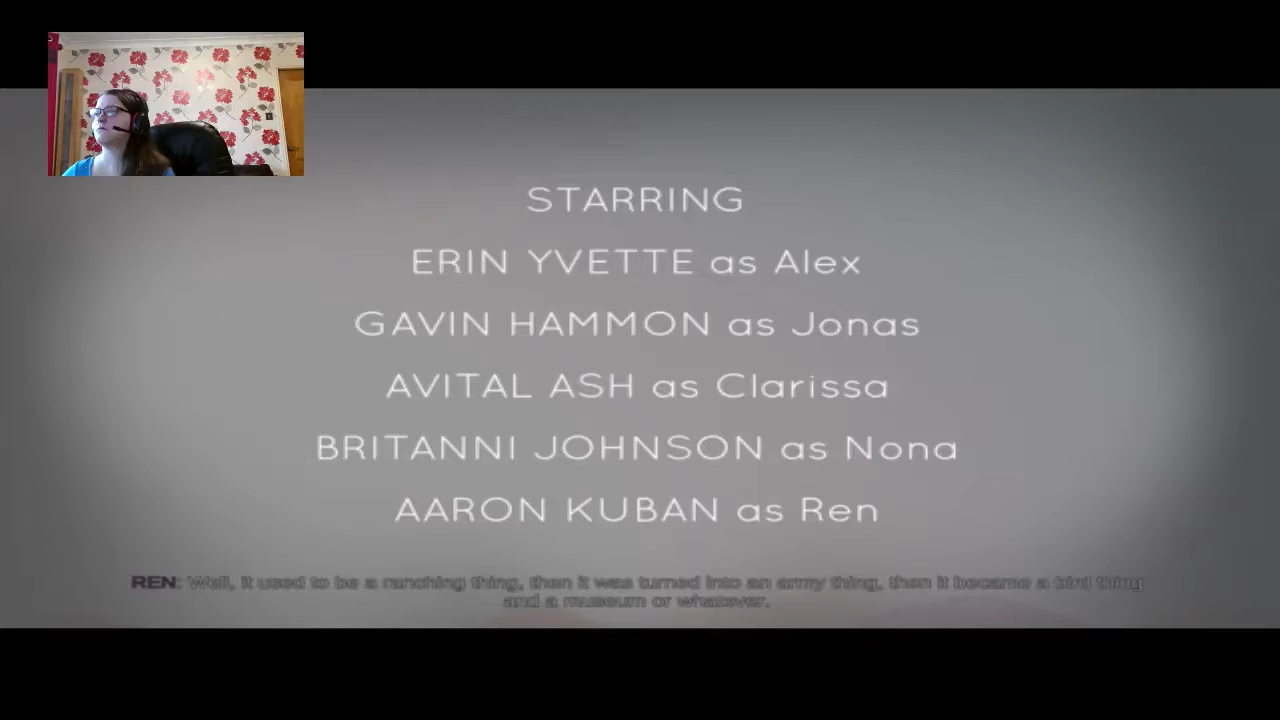 STARRING
ERIN YVETTE as Alex
GAVIN HAMMON as Jonas
AVITAL ASH as Clarissa
BRITANNI JOHNSON as Nona
AARON KUBAN as Ren
REN: Well, it used to be a ranching thing, then it was turned into an army thing, then it became a bird thing
and a museum or whatever.